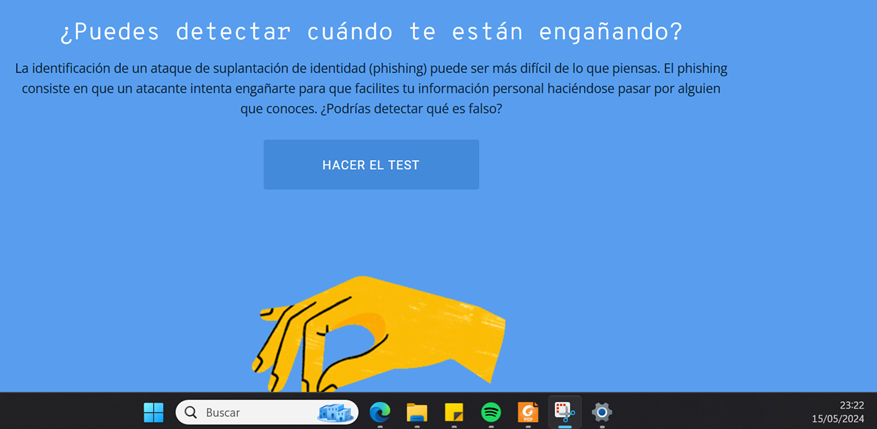 ¿Puedes detectar cuándo te están engañando?
La identificación de un ataque de suplantación de identidad (phishing) puede ser más difícil de lo que piensas. El phishing
consiste en que un atacante intenta engañarte para que facilites tu información personal haciéndose pasar por alguien
que conoces. ¿Podrías detectar qué es falso?
HACER EL TEST
Buscar
23:22
15/05/2024